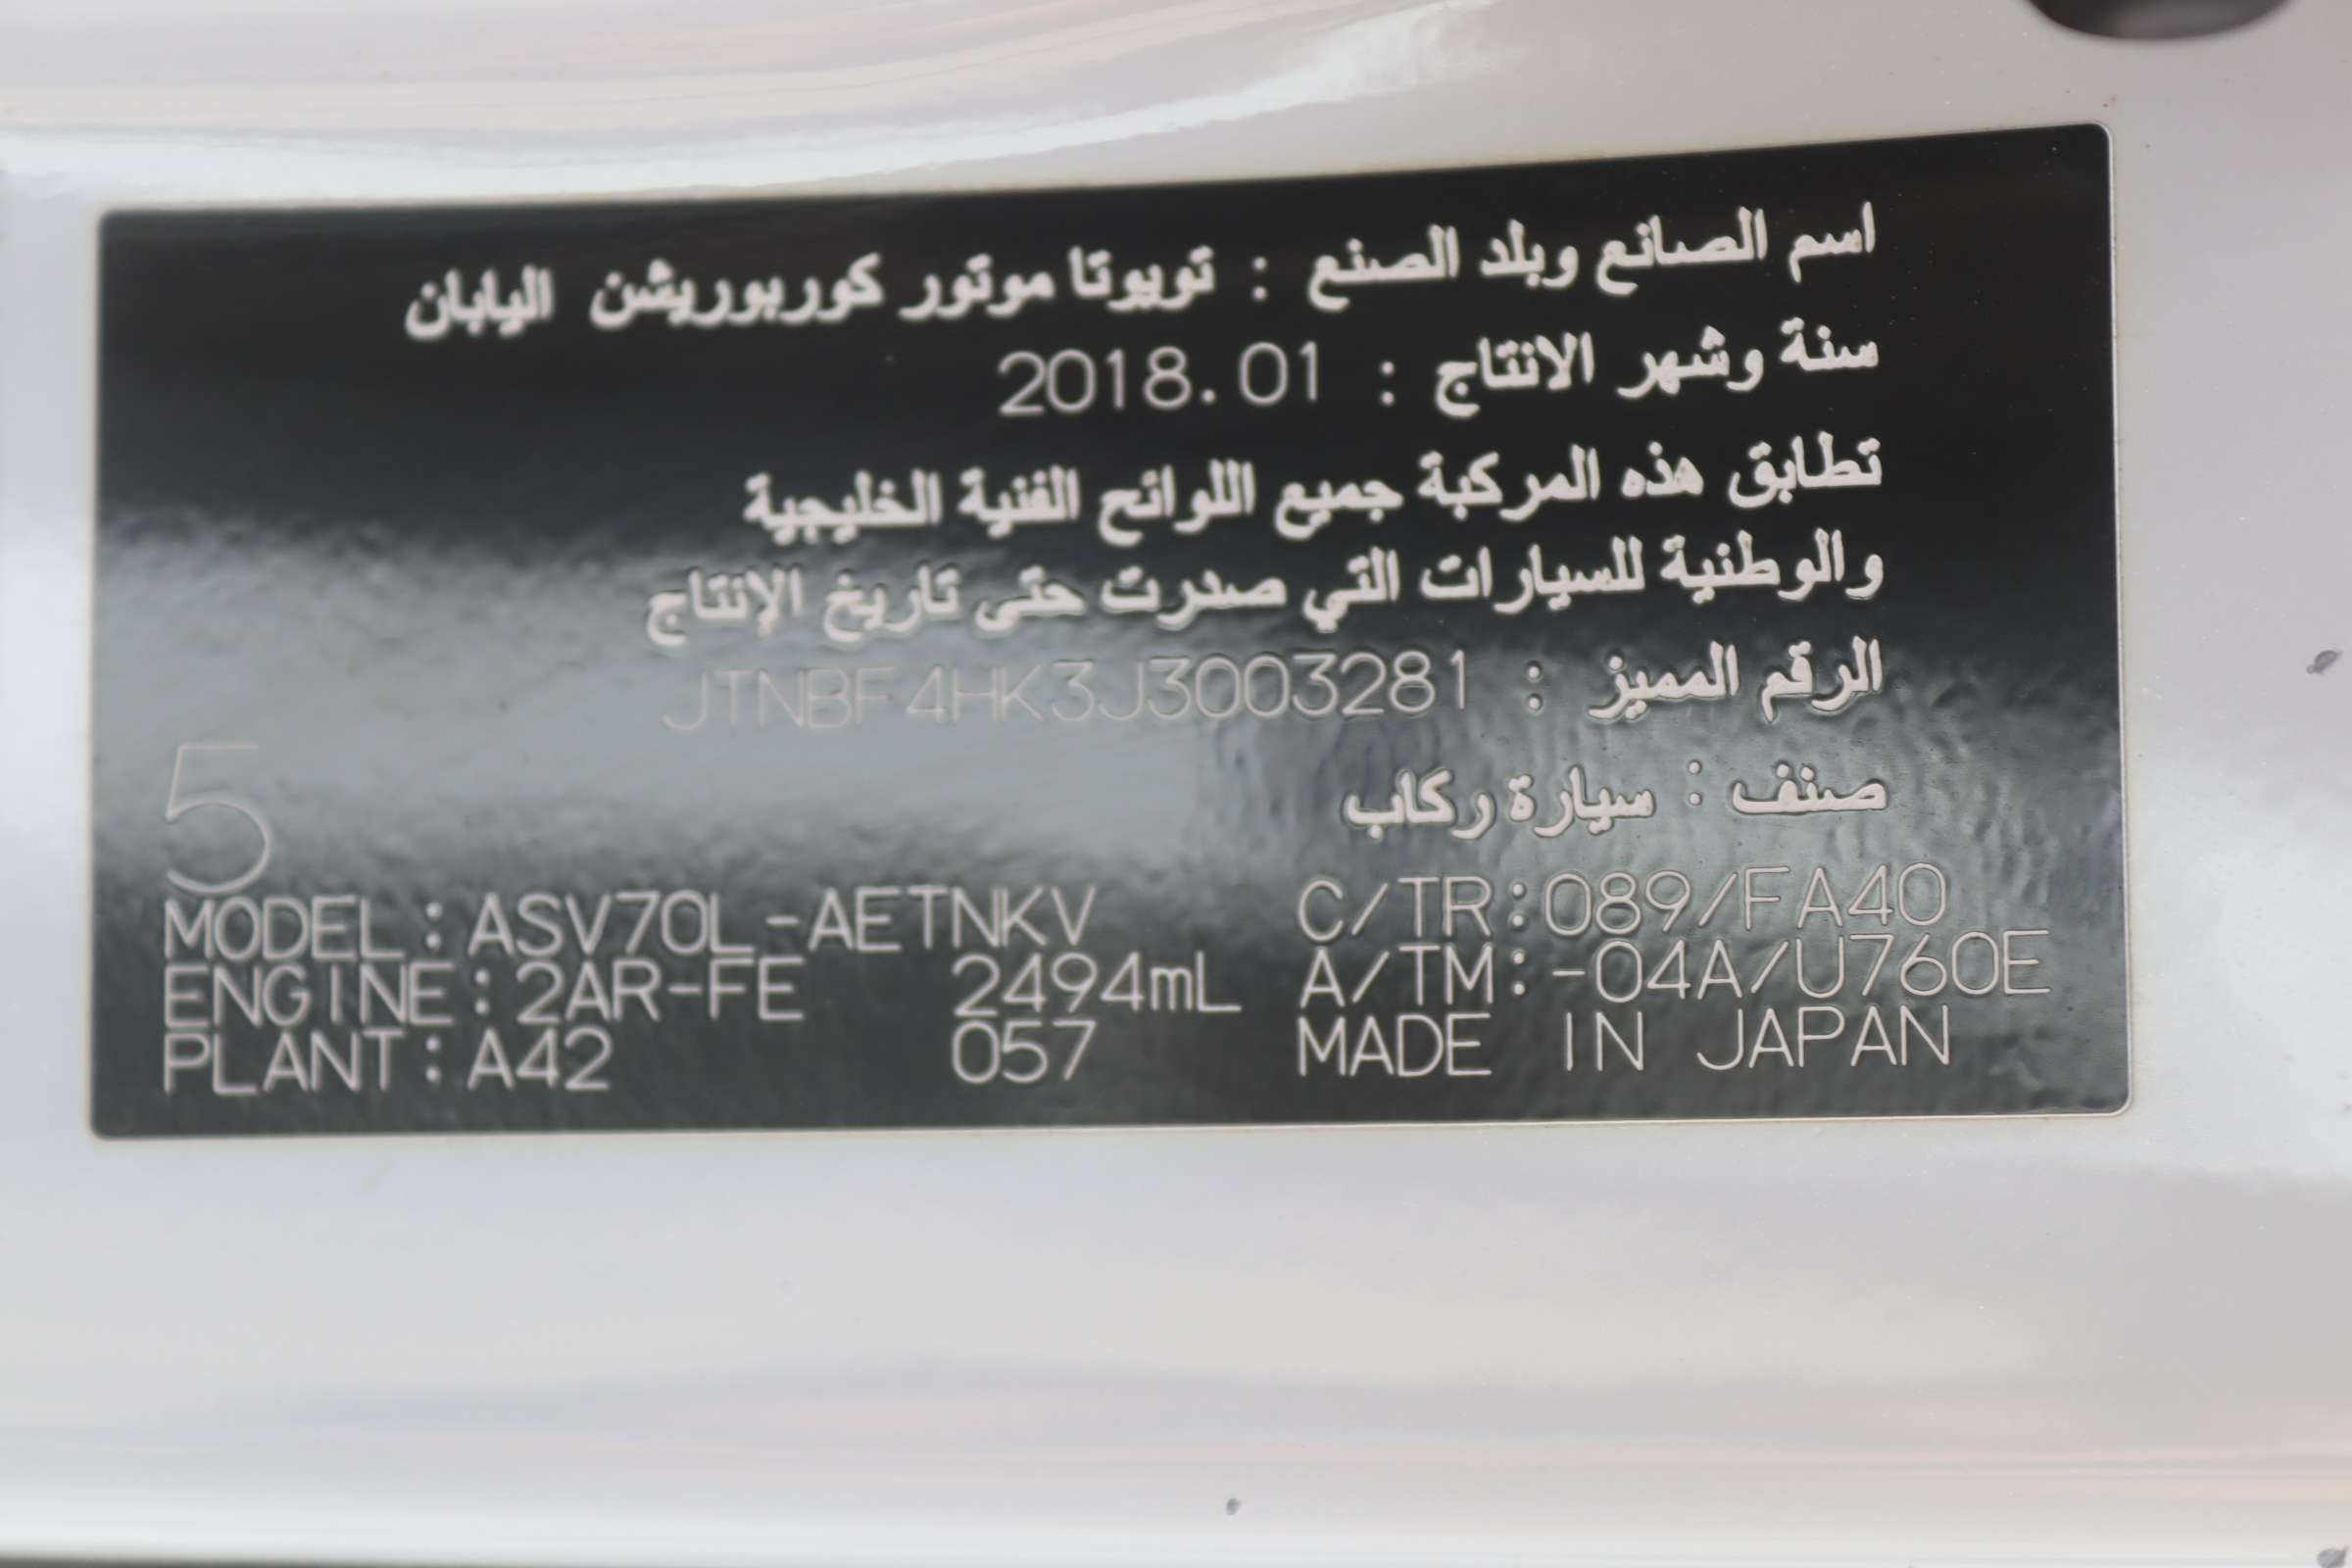 اسم الصانع وبلد الصنع : تويوتا موتور كوربوريشن اليابان
سنة وشهر الانتاج : 2018.01
تطابق هذه المركبة جميع اللوائح الفنية الخليجية
والوطنية للسيارات التي صدرت حتى تاريخ الإنتاج
الرقم المميز : JTNBF4HK3J3003281
صنف : سيارة ركاب
5
MODEL:ASV70L-AETNKV C/TR:089/FA40
ENGINE:2AR-FE 2494mL A/TM:-04A/U760E
PLANT:A42 057 MADE IN JAPAN